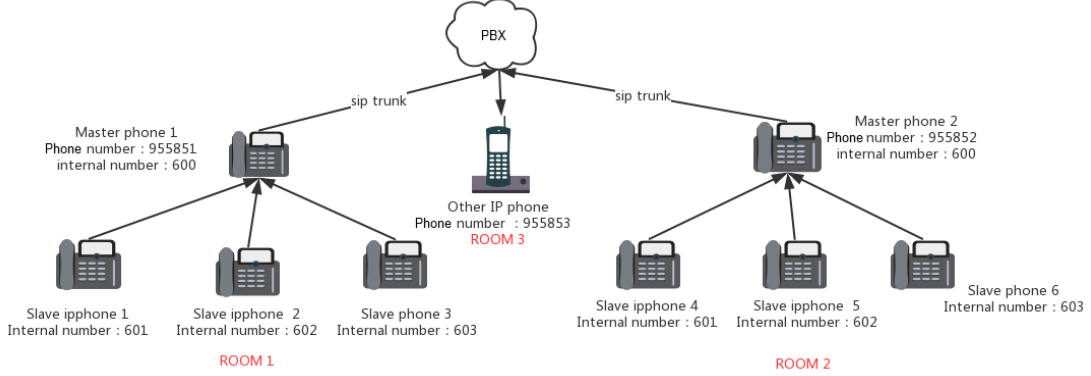 PBX
sip trunk
sip trunk
Master phone 1
Phone number : 955851
internal number : 600
Master phone 2
Phone number : 955852
internal number : 600
Other IP phone
Phone number : 955853
ROOM 3
Slave ipphone 1
Internal number : 601
Slave ipphone 2
Internal number : 602
Slave phone 3
Internal number : 603
ROOM 1
Slave ipphone 4
Internal number : 601
Slave ipphone 5
Internal number : 602
Slave phone 6
Internal number : 603
ROOM 2